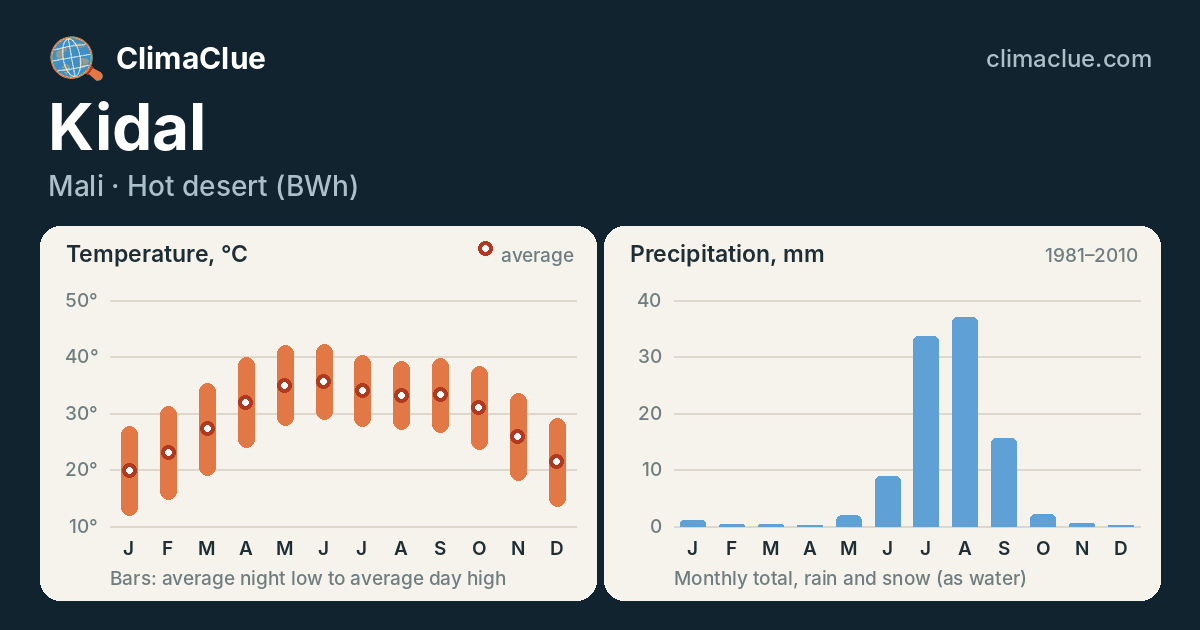 ClimaClue
climaclue.com
Kidal
Mali · Hot desert (BWh)
Temperature, °C
average
50°
40°
30°
20°
10°
J F M A M J J A S O N D
Bars: average night low to average day high
Precipitation, mm
1981–2010
40
30
20
10
0
J F M A M J J A S O N D
Monthly total, rain and snow (as water)